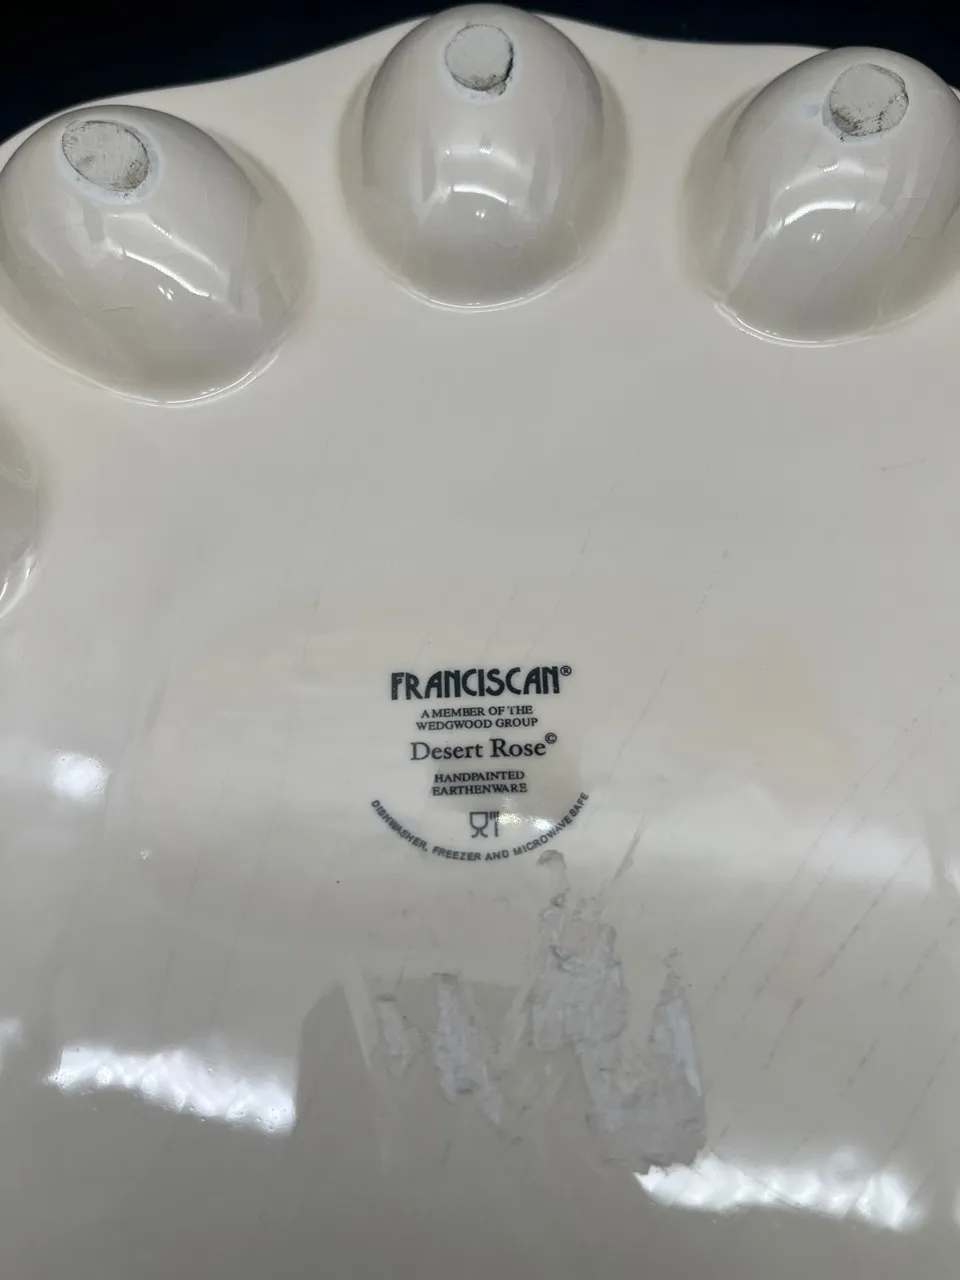 FRANCISCAN®
A MEMBER OF THE
WEDGWOOD GROUP
Desert Rose©
HANDPAINTED
EARTHENWARE
DISHWASHER, FREEZER AND MICROWAVE SAFE